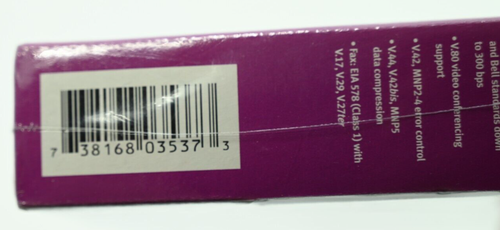 and Bell standards down
to 300 bps
• V.80 video conferencing
support
• V.42, MNP2-4 error control
• V.44, V.42bis, MNP5
data compression
• Fax: EIA 578 (Class 1) with
V.17, V.29, V.27ter
7 38168 03537 3